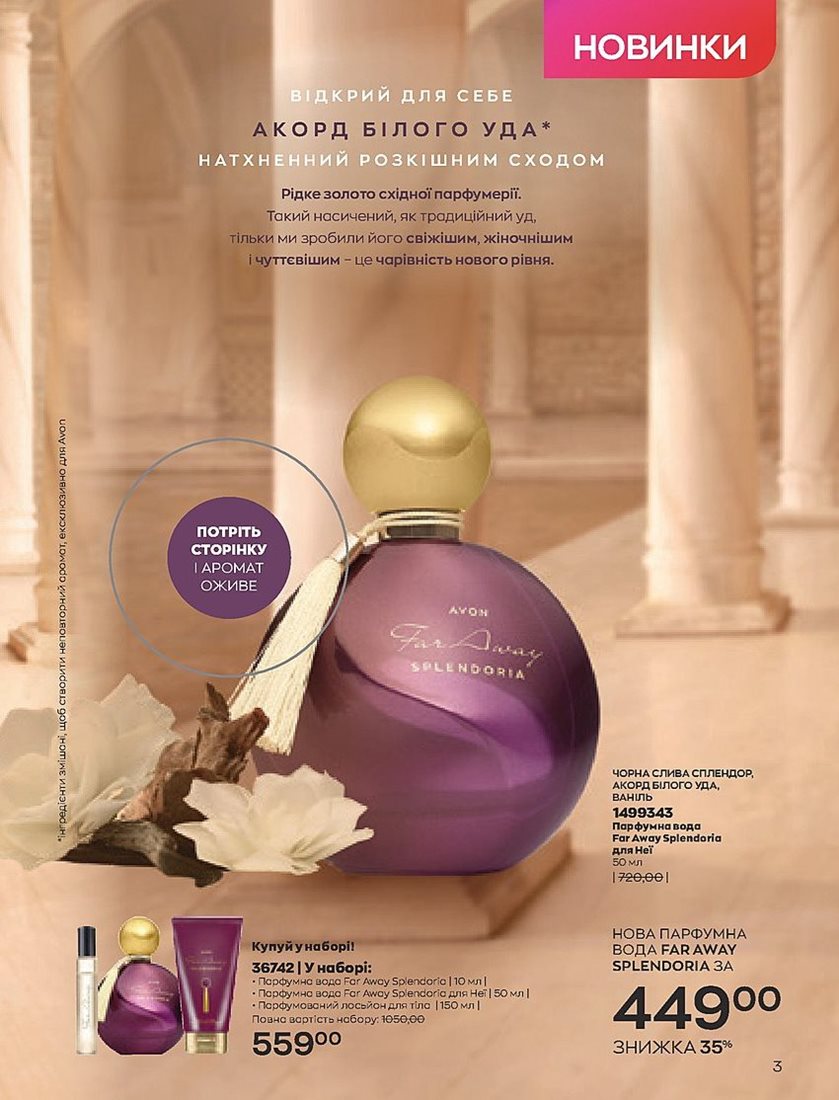 НОВИНКИ
ВІДКРИЙ ДЛЯ СЕБЕ
АКОРД БІЛОГО УДА*
НАТХНЕННИЙ РОЗКІШНИМ СХОДОМ
Рідке золото східної парфумерії.
Такий насичений, як традиційний уд,
тільки ми зробили його свіжішим, жіночнішим
і чуттєвішим – це чарівність нового рівня.
*Інгредієнти змішані, щоб створити неповторний аромат, ексклюзивно для Avon
ПОТРІТЬ
СТОРІНКУ
І АРОМАТ
ОЖИВЕ
AVON
Far Away
SPLENDORIA
ЧОРНА СЛИВА СПЛЕНДОР,
АКОРД БІЛОГО УДА,
ВАНІЛЬ
1499343
Парфумна вода
Far Away Splendoria
для Неї
50 мл
| 720,00 |
Купуй у наборі!
36742 | У наборі:
• Парфумна вода Far Away Splendoria | 10 мл |
• Парфумна вода Far Away Splendoria для Неї | 50 мл |
• Парфумований лосьйон для тіла | 150 мл |
Повна вартість набору: 1050,00
559⁰⁰
НОВА ПАРФУМНА
ВОДА FAR AWAY
SPLENDORIA ЗА
449⁰⁰
ЗНИЖКА 35%
3